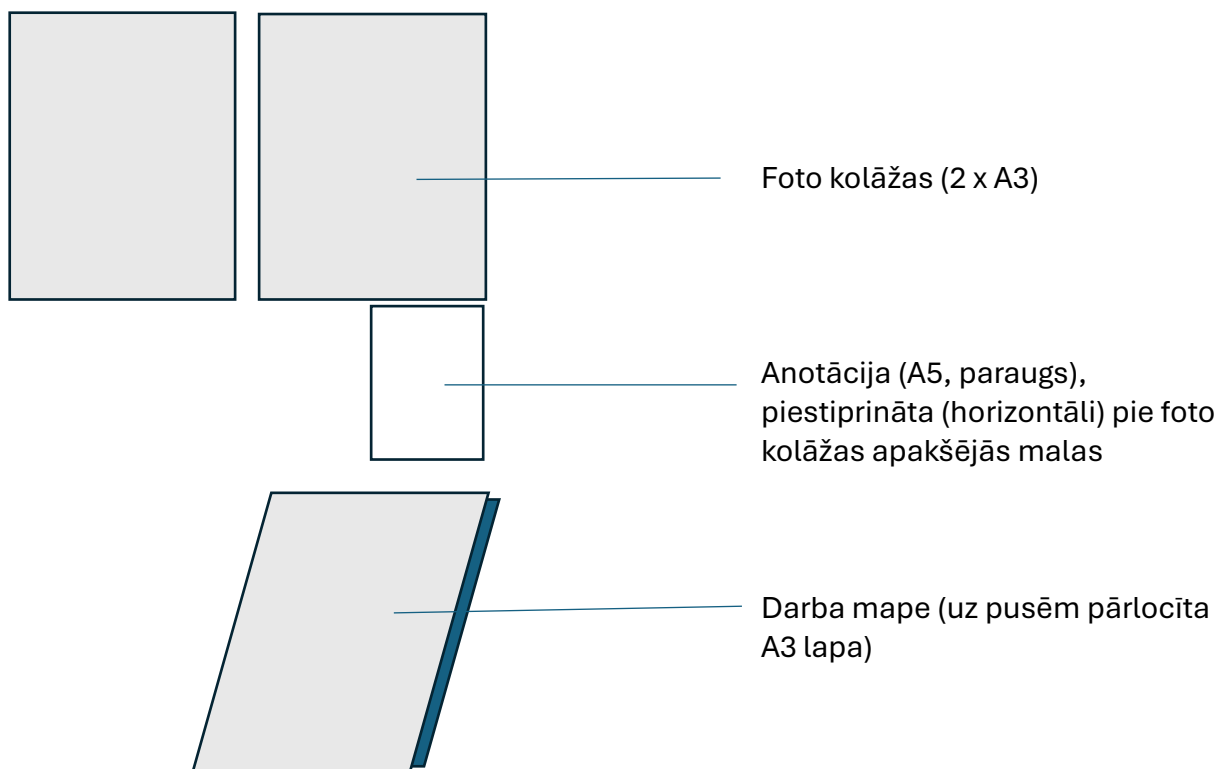 Foto kolāžas (2 x A3)
Anotācija (A5, paraugs),
piestiprināta (horizontāli) pie foto
kolāžas apakšējās malas
Darba mape (uz pusēm pārlocīta
A3 lapa)